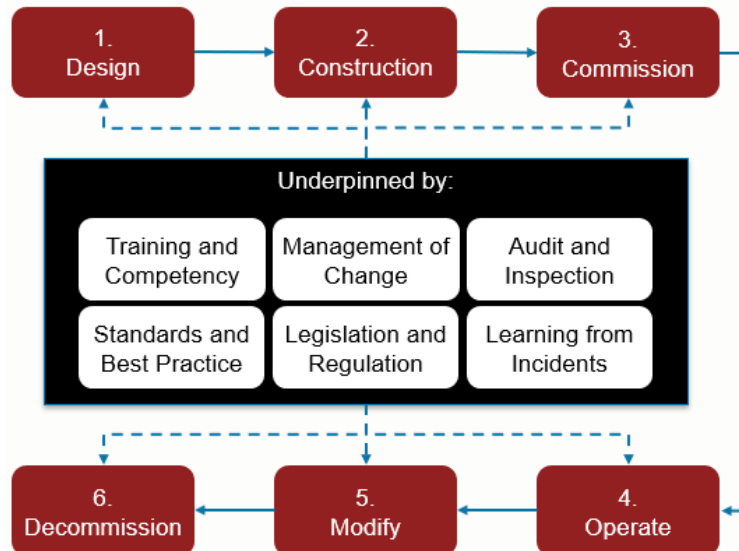 1.
Design
2.
Construction
3.
Commission
Underpinned by:
Training and
Competency
Management of
Change
Audit and
Inspection
Standards and
Best Practice
Legislation and
Regulation
Learning from
Incidents
6.
Decommission
5.
Modify
4.
Operate